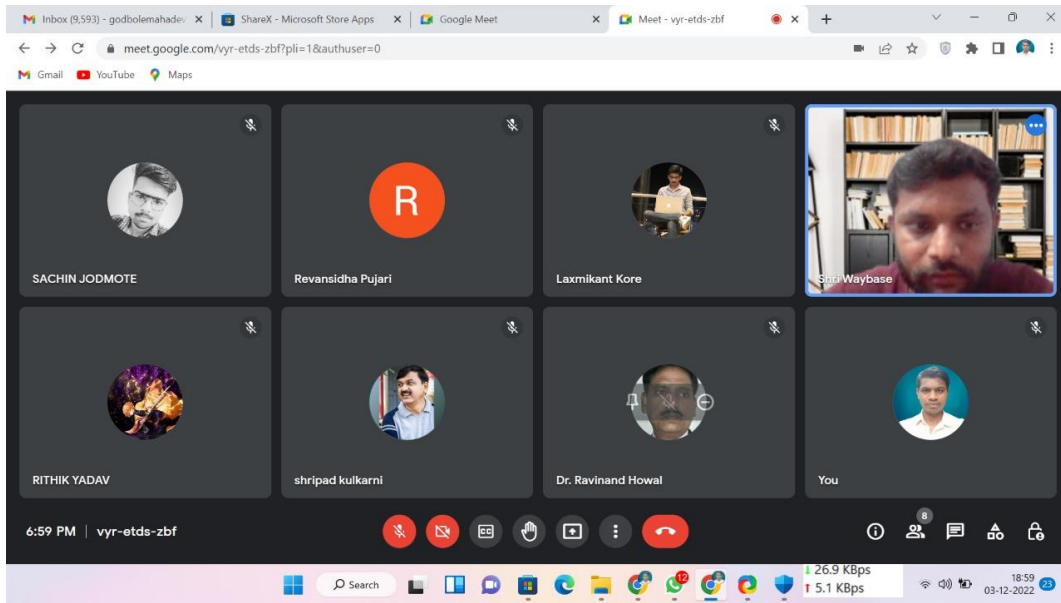 Inbox (9,593) - godbolemahadev
ShareX - Microsoft Store Apps
Google Meet
Meet - vyr-etds-zbf
meet.google.com/vyr-etds-zbf?pli=1&authuser=0
Gmail YouTube Maps
R
SACHIN JODMOTE
Revansidha Pujari
Laxmikant Kore
Shri Waybase
RITHIK YADAV
shripad kulkarni
Dr. Ravinand Howal
You
6:59 PM | vyr-etds-zbf
CC
8
Search
12
26.9 KBps
5.1 KBps
18:59
03-12-2022
23